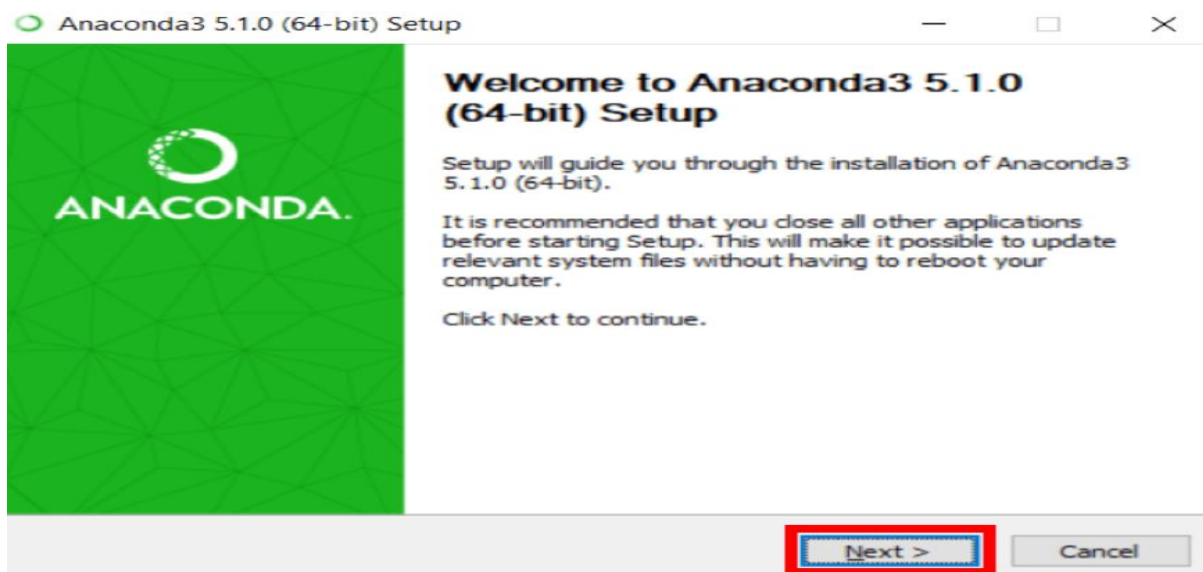 Anaconda3 5.1.0 (64-bit) Setup
ANACONDA.
Welcome to Anaconda3 5.1.0
(64-bit) Setup
Setup will guide you through the installation of Anaconda3
5.1.0 (64-bit).
It is recommended that you close all other applications
before starting Setup. This will make it possible to update
relevant system files without having to reboot your
computer.
Click Next to continue.
Next >
Cancel